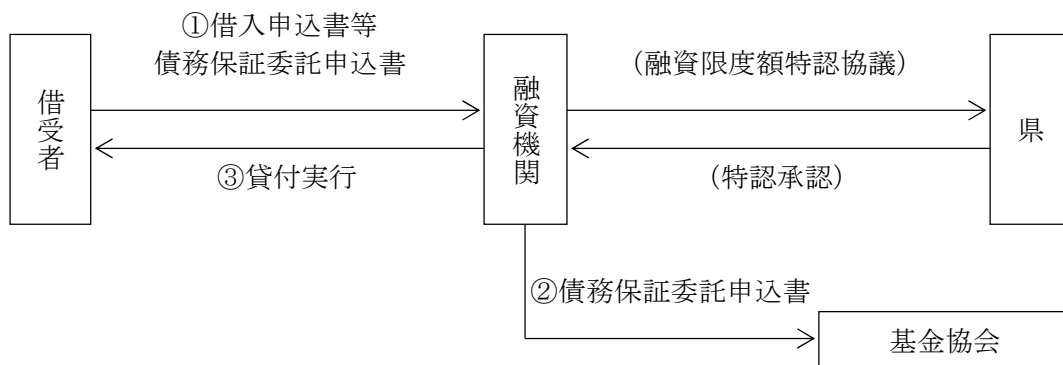 ①借入申込書等
債務保証委託申込書
(融資限度額特認協議)
借受者
融資機関
県
③貸付実行
(特認承認)
②債務保証委託申込書
基金協会